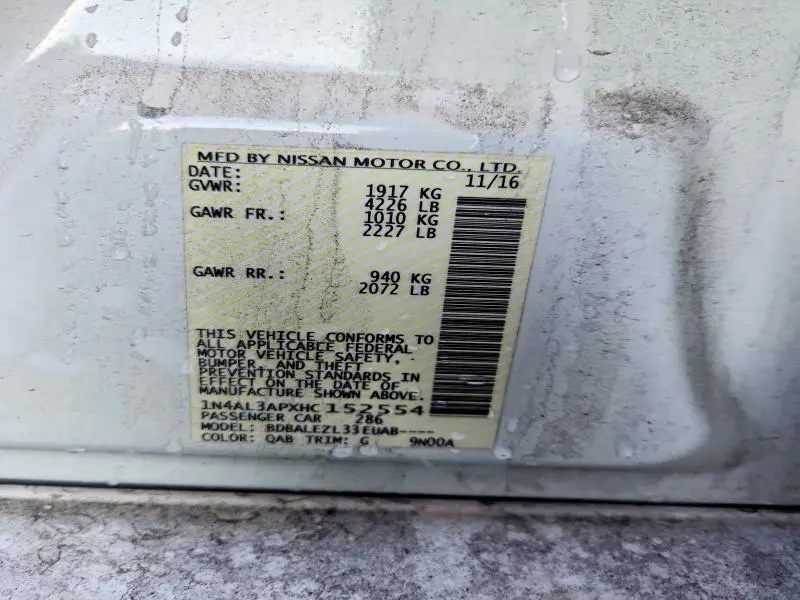 MFD BY NISSAN MOTOR CO., LTD.
DATE: 11/16
GVWR: 1917 KG
4226 LB
GAWR FR.: 1010 KG
2227 LB
GAWR RR.: 940 KG
2072 LB
THIS VEHICLE CONFORMS TO
ALL APPLICABLE FEDERAL
MOTOR VEHICLE SAFETY,
BUMPER, AND THEFT
PREVENTION STANDARDS IN
EFFECT ON THE DATE OF
MANUFACTURE SHOWN ABOVE.
1N4AL3APXHC152554
PASSENGER CAR 286
MODEL: BDBALEZL33EUAB----
COLOR: QAB TRIM: G 9N00A